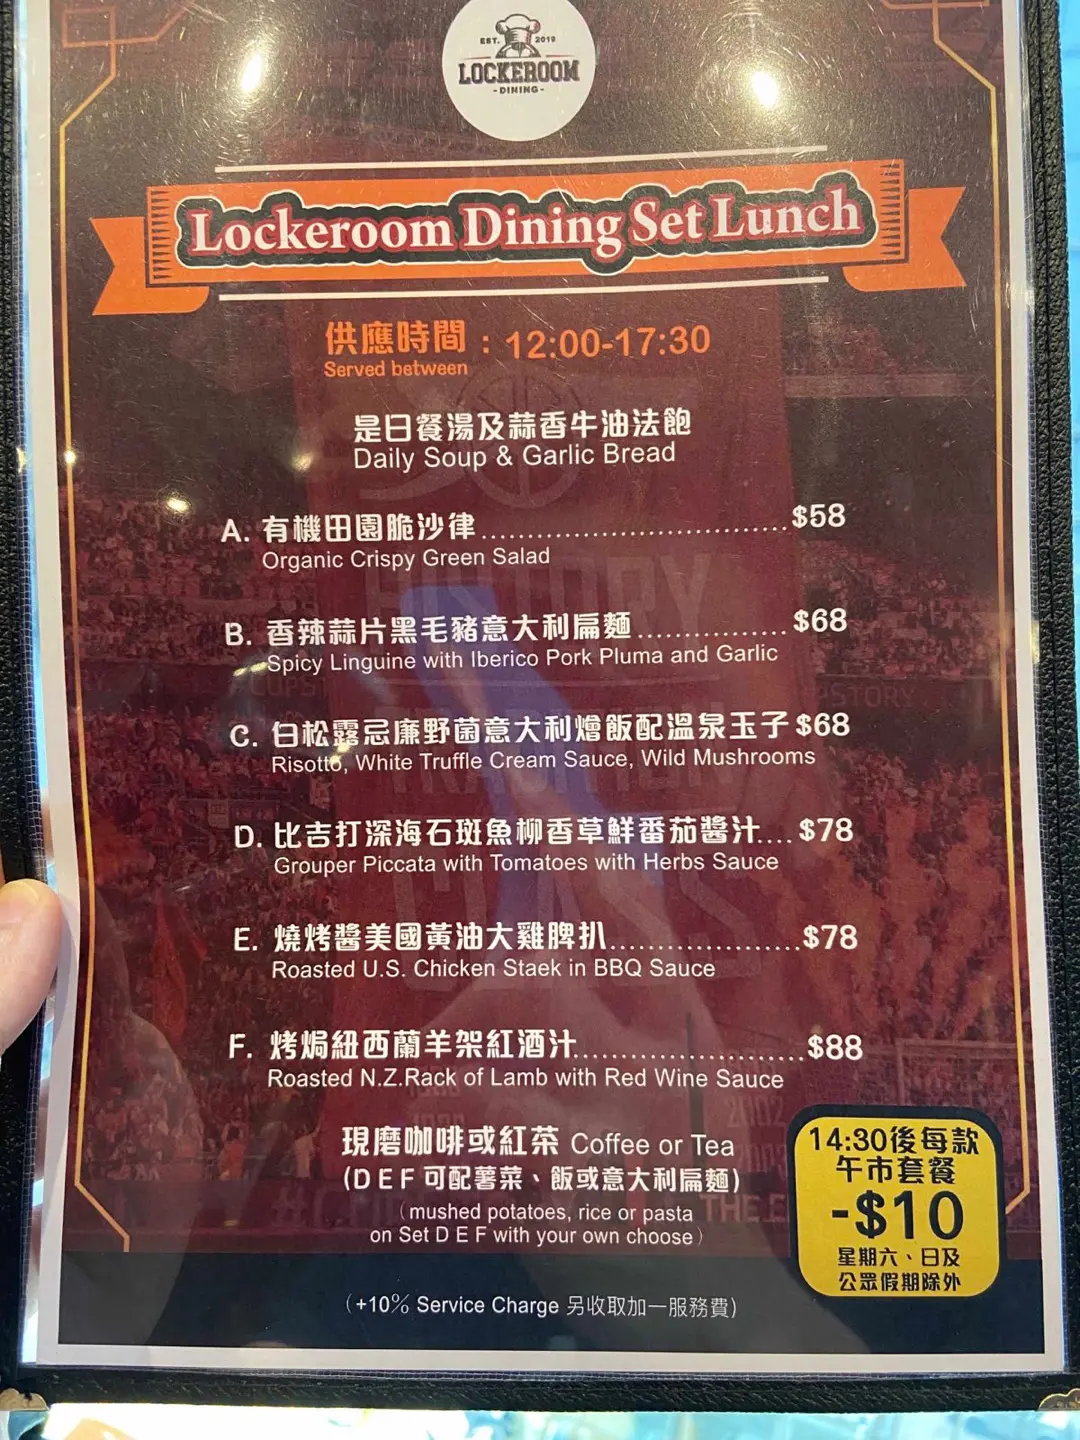 EST. 2019
LOCKEROOM
- DINING -
Lockeroom Dining Set Lunch
供應時間 : 12:00-17:30
Served between
是日餐湯及蒜香牛油法飽
Daily Soup & Garlic Bread
A. 有機田園脆沙律............................$58
Organic Crispy Green Salad
B. 香辣蒜片黑毛豬意大利扁麵...............$68
Spicy Linguine with Iberico Pork Pluma and Garlic
C. 白松露忌廉野菌意大利燴飯配溫泉玉子 $68
Risotto, White Truffle Cream Sauce, Wild Mushrooms
D. 比吉打深海石斑魚柳香草鮮番茄醬汁....$78
Grouper Piccata with Tomatoes with Herbs Sauce
E. 燒烤醬美國黃油大雞脾扒...................$78
Roasted U.S. Chicken Staek in BBQ Sauce
F. 烤焗紐西蘭羊架紅酒汁.......................$88
Roasted N.Z.Rack of Lamb with Red Wine Sauce
現磨咖啡或紅茶 Coffee or Tea
(D E F 可配薯菜、飯或意大利扁麵)
(mushed potatoes, rice or pasta
on Set D E F with your own choose)
14:30後每款
午市套餐
-$10
星期六、日及
公眾假期除外
(+10% Service Charge 另收取加一服務費)